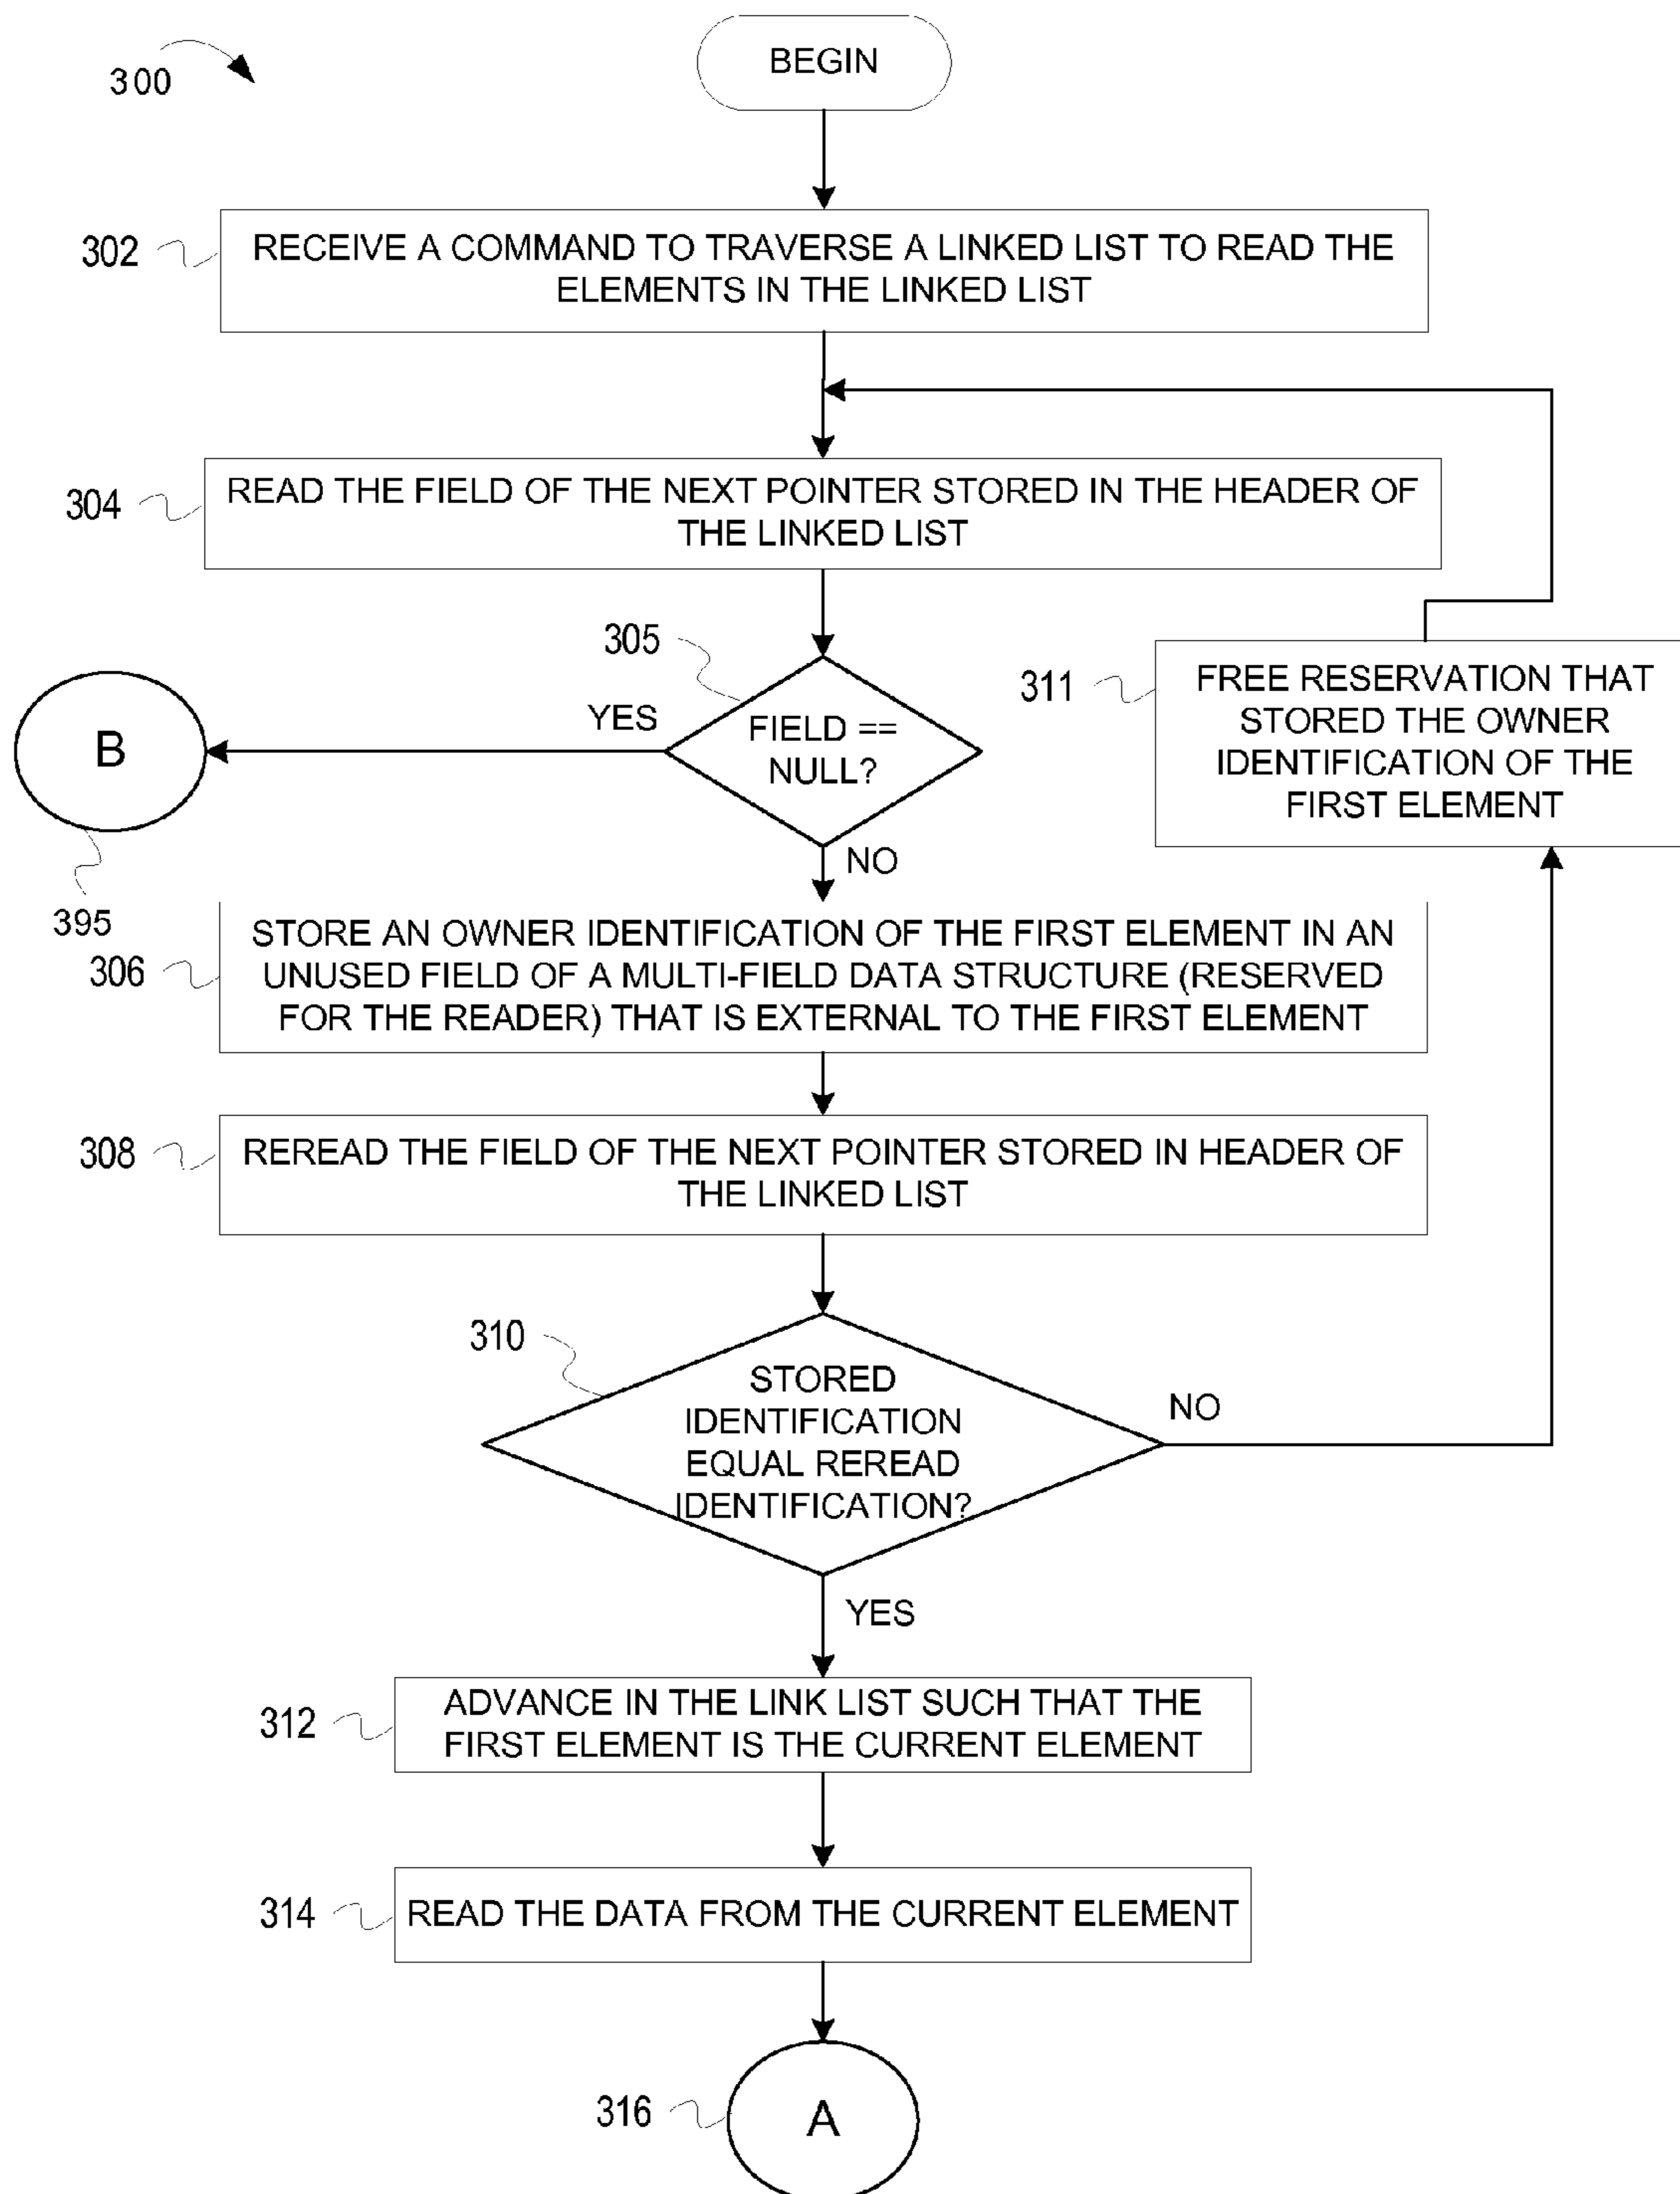 300
BEGIN
302
RECEIVE A COMMAND TO TRAVERSE A LINKED LIST TO READ THE
ELEMENTS IN THE LINKED LIST
304
READ THE FIELD OF THE NEXT POINTER STORED IN THE HEADER OF
THE LINKED LIST
305
FIELD ==
NULL?
YES
B
395
NO
311
FREE RESERVATION THAT
STORED THE OWNER
IDENTIFICATION OF THE
FIRST ELEMENT
306
STORE AN OWNER IDENTIFICATION OF THE FIRST ELEMENT IN AN
UNUSED FIELD OF A MULTI-FIELD DATA STRUCTURE (RESERVED
FOR THE READER) THAT IS EXTERNAL TO THE FIRST ELEMENT
308
REREAD THE FIELD OF THE NEXT POINTER STORED IN HEADER OF
THE LINKED LIST
310
STORED
IDENTIFICATION
EQUAL REREAD
IDENTIFICATION?
NO
YES
312
ADVANCE IN THE LINK LIST SUCH THAT THE
FIRST ELEMENT IS THE CURRENT ELEMENT
314
READ THE DATA FROM THE CURRENT ELEMENT
316
A